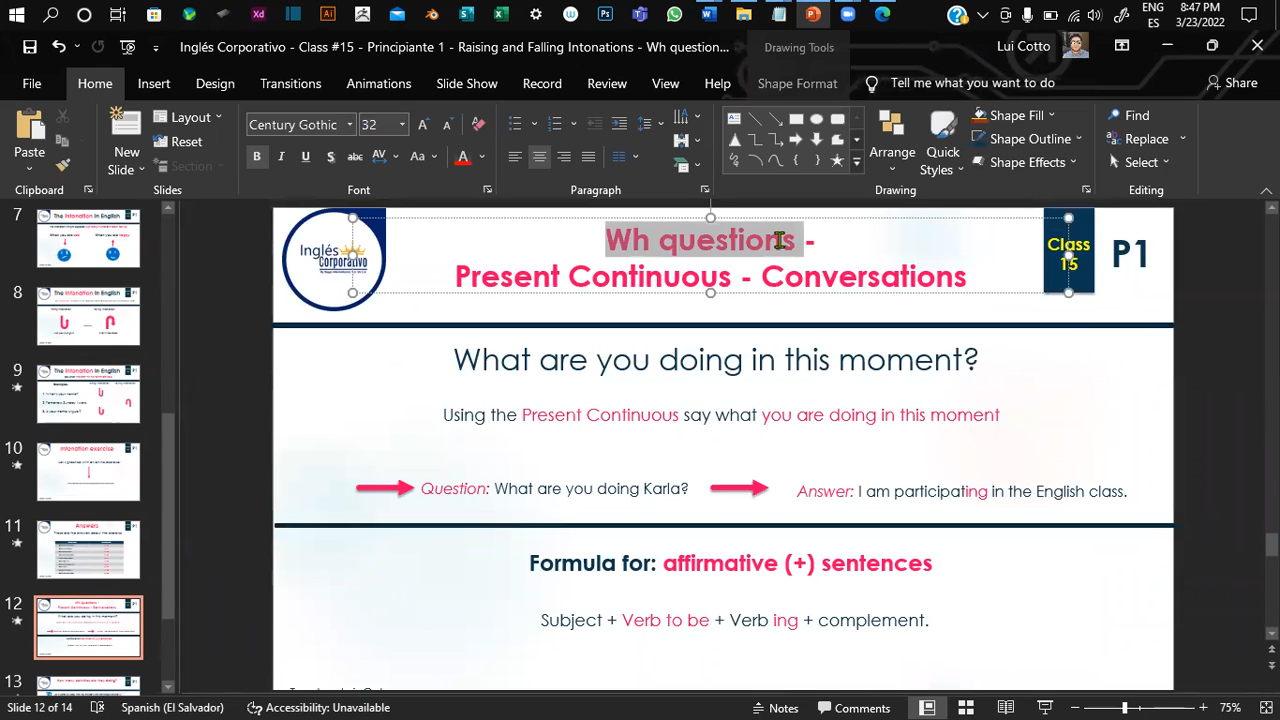 ENG
ES
8:47 PM
3/23/2022
Inglés Corporativo - Class #15 - Principiante 1 - Raising and Falling Intonations - Wh question...
Drawing Tools
Lui Cotto
File
Home
Insert
Design
Transitions
Animations
Slide Show
Record
Review
View
Help
Shape Format
Tell me what you want to do
Share
Paste
New
Slide
Layout
Reset
Section
Century Gothic
32
Arrange
Quick
Styles
Shape Fill
Shape Outline
Shape Effects
Find
Replace
Select
Clipboard
Slides
Font
Paragraph
Drawing
Editing
7
8
9
10
11
12
13
Inglés
Corporativo
Wh questions -
Present Continuous - Conversations
Class
15
P1
What are you doing in this moment?
Using the Present Continuous say what you are doing in this moment
Question: What are you doing Karla?
Answer: I am participating in the English class.
Formula for: affirmative (+) sentences
Subject + Verb to be + Verb ing + complement.
Slide 12 of 14
Spanish (El Salvador)
Accessibility: Unavailable
Notes
Comments
75%